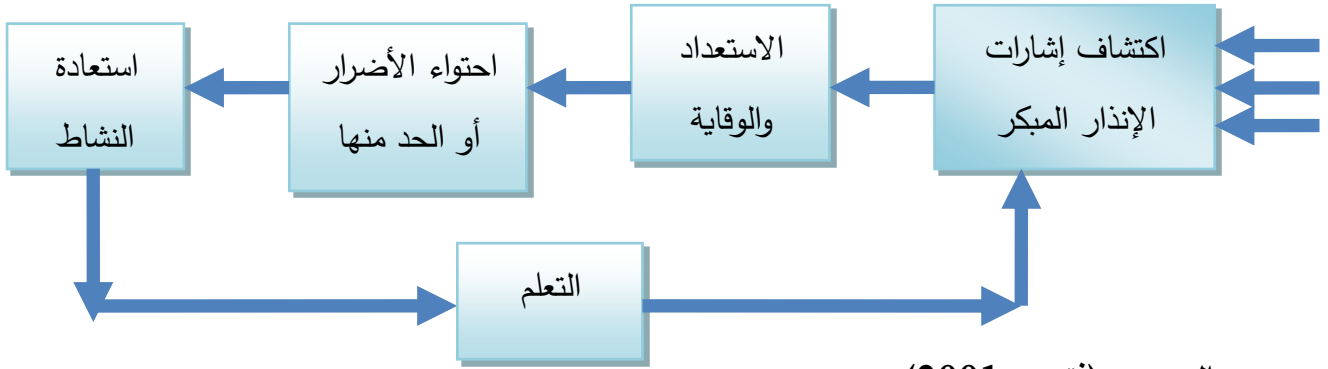 اكتشاف إشارات
الإنذار المبكر
الاستعداد
والوقاية
احتواء الأضرار
أو الحد منها
استعادة
النشاط
التعلم